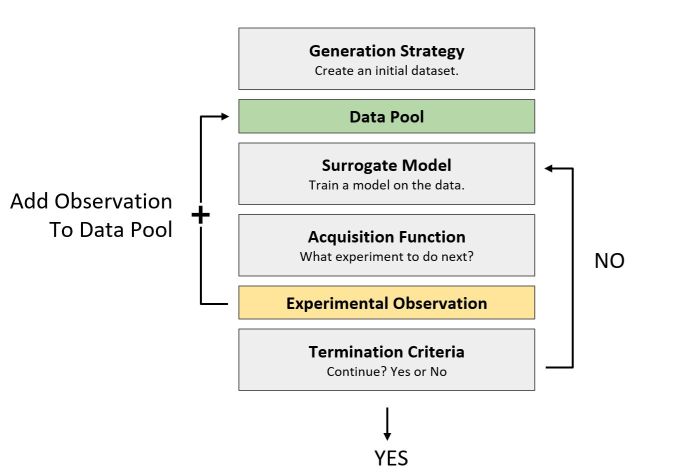 Generation Strategy
Create an initial dataset.
Data Pool
Surrogate Model
Train a model on the data.
Add Observation
To Data Pool
+
Acquisition Function
What experiment to do next?
NO
Experimental Observation
Termination Criteria
Continue? Yes or No
YES